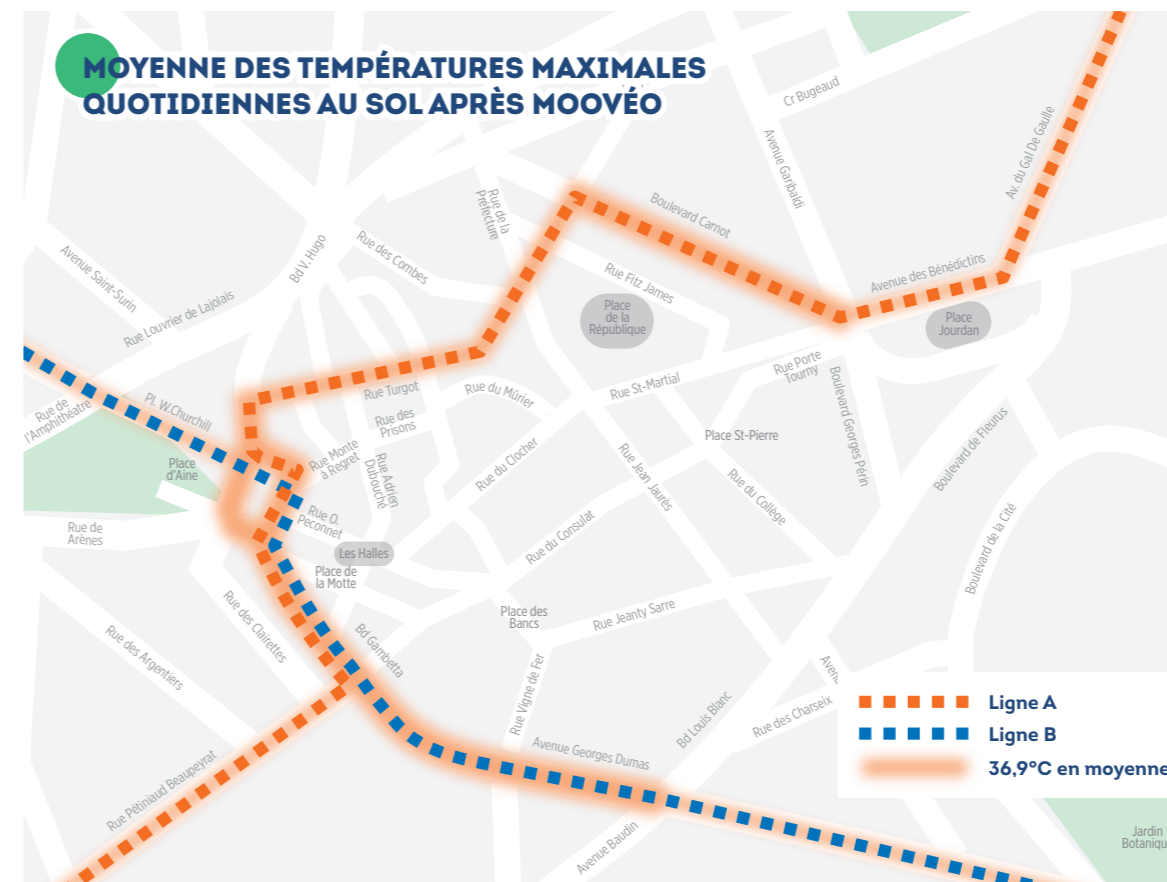 MOYENNE DES TEMPÉRATURES MAXIMALES
QUOTIDIENNES AU SOL APRÈS MOOVÉO
Cr Bugeaud
Avenue Garibaldi
Av. du Gal De Gaulle
Rue de la
Préfecture
Boulevard Carnot
Bd V. Hugo
Rue des Combes
Avenue Saint-Surin
Rue Louvrier de Lajolais
Rue Fitz James
Avenue des Bénédictins
Place
de la
République
Place
Jourdan
Rue Porte
Tourny
Rue St-Martial
Rue Turgot
Rue du Mûrier
Rue de
l'Amphithéatre
Pl. W.Churchill
Rue des
Prisons
Boulevard Georges Périn
Boulevard de Fleurus
Place
d'Aine
Rue Monte
à Regret
Rue Adrien
Dubouché
Rue du Clocher
Rue Jean Jaurès
Place St-Pierre
Rue du Collège
Rue O.
Peconnet
Rue de
Arènes
Les Halles
Place de
la Motte
Rue du Consulat
Boulevard de la Cité
Rue des Clairettes
Place des
Bancs
Rue Jeanty Sarre
Rue des Argentiers
Bd Gambetta
Rue Vigne de Fer
Avenu
Bd Louis Blanc
Rue des Charseix
Avenue Georges Dumas
Rue Pétiniaud Beaupeyrat
Avenue Baudin
Ligne A
Ligne B
36,9°C en moyenne
Jardin
Botaniqu